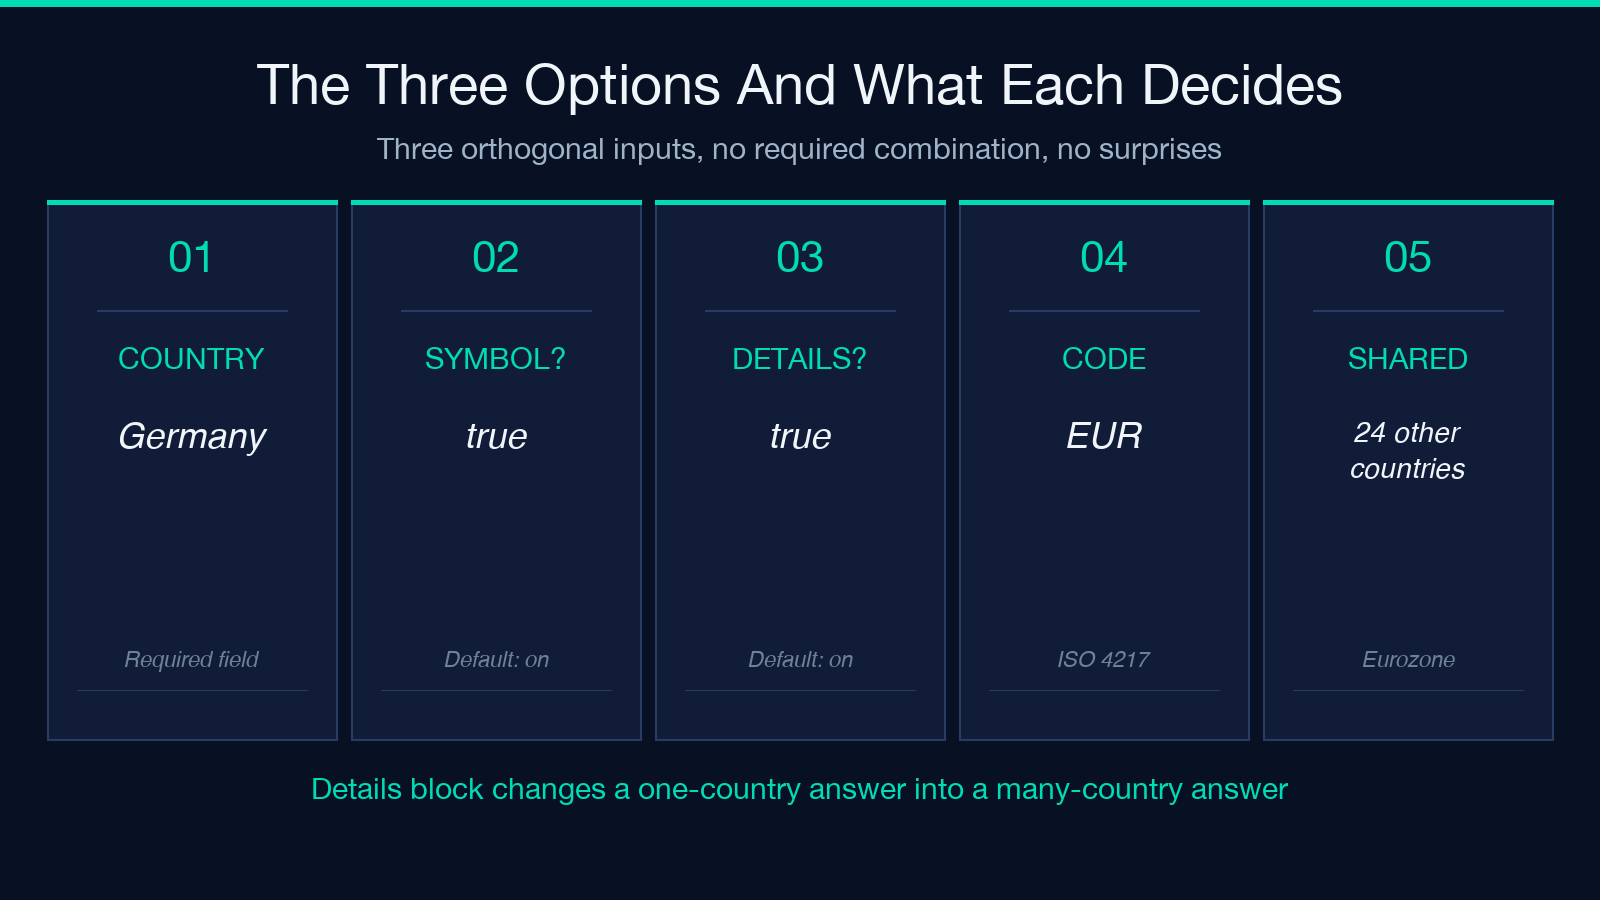 The Three Options And What Each Decides
Three orthogonal inputs, no required combination, no surprises
01
COUNTRY
Germany
Required field
02
SYMBOL?
true
Default: on
03
DETAILS?
true
Default: on
04
CODE
EUR
ISO 4217
05
SHARED
24 other
countries
Eurozone
Details block changes a one-country answer into a many-country answer